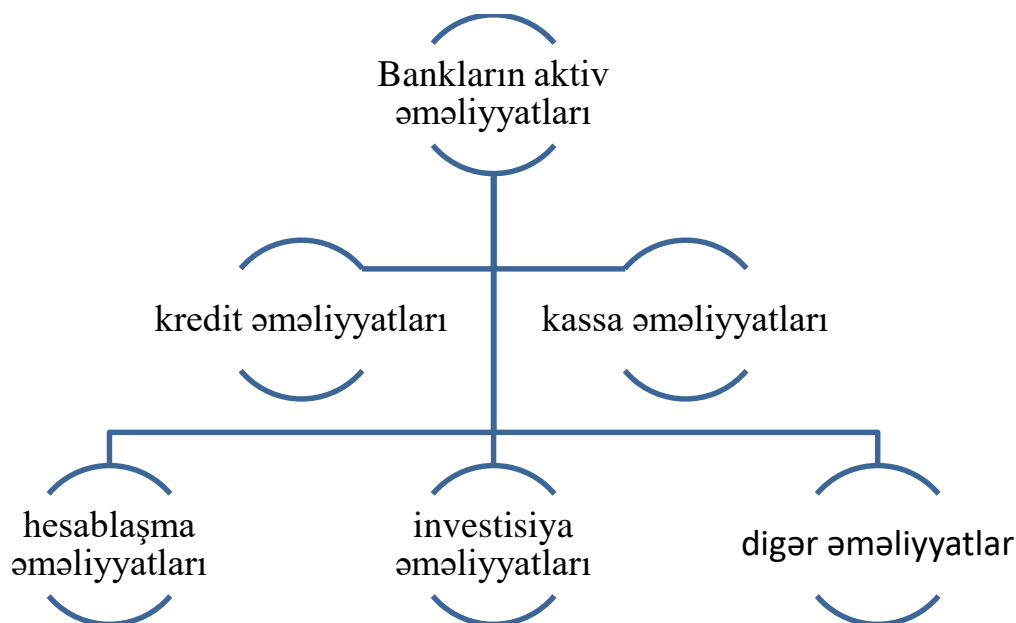 Bankların aktiv
əməliyyatları
kredit əməliyyatları
kassa əməliyyatları
hesablaşma
əməliyyatları
investisiya
əməliyyatları
digər əməliyyatlar